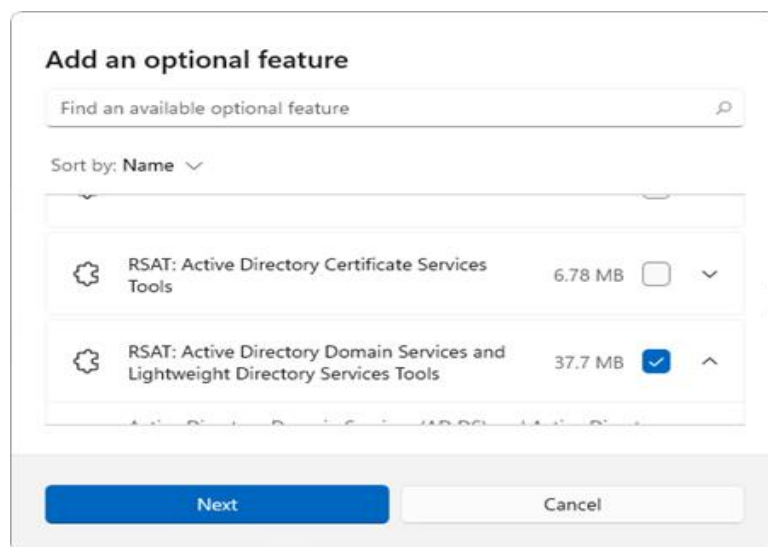 Add an optional feature
Find an available optional feature
Sort by: Name
RSAT: Active Directory Certificate Services
Tools
6.78 MB
RSAT: Active Directory Domain Services and
Lightweight Directory Services Tools
37.7 MB
Next
Cancel